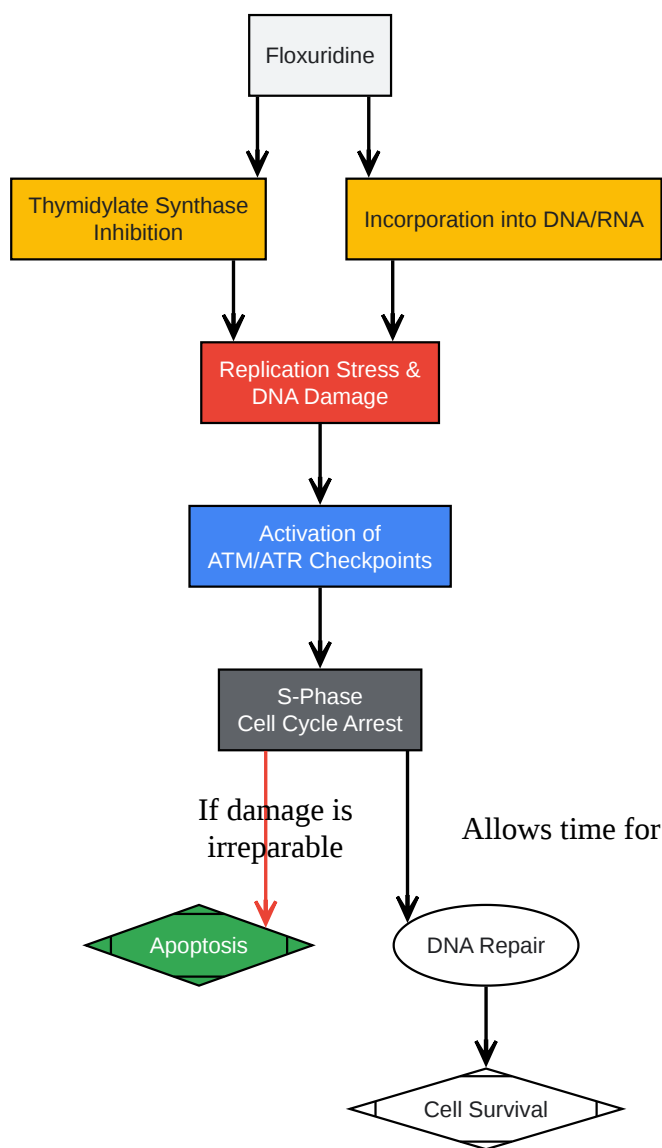 Floxuridine
Thymidylate Synthase
Inhibition
Incorporation into DNA/RNA
Replication Stress &
DNA Damage
Activation of
ATM/ATR Checkpoints
S-Phase
Cell Cycle Arrest
If damage is
irreparable
Allows time for
Apoptosis
DNA Repair
Cell Survival